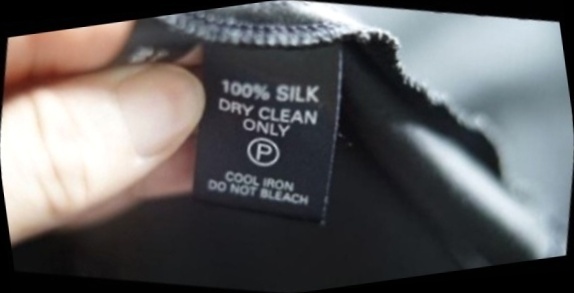 100% SILK
DRY CLEAN
ONLY
P
COOL IRON
DO NOT BLEACH